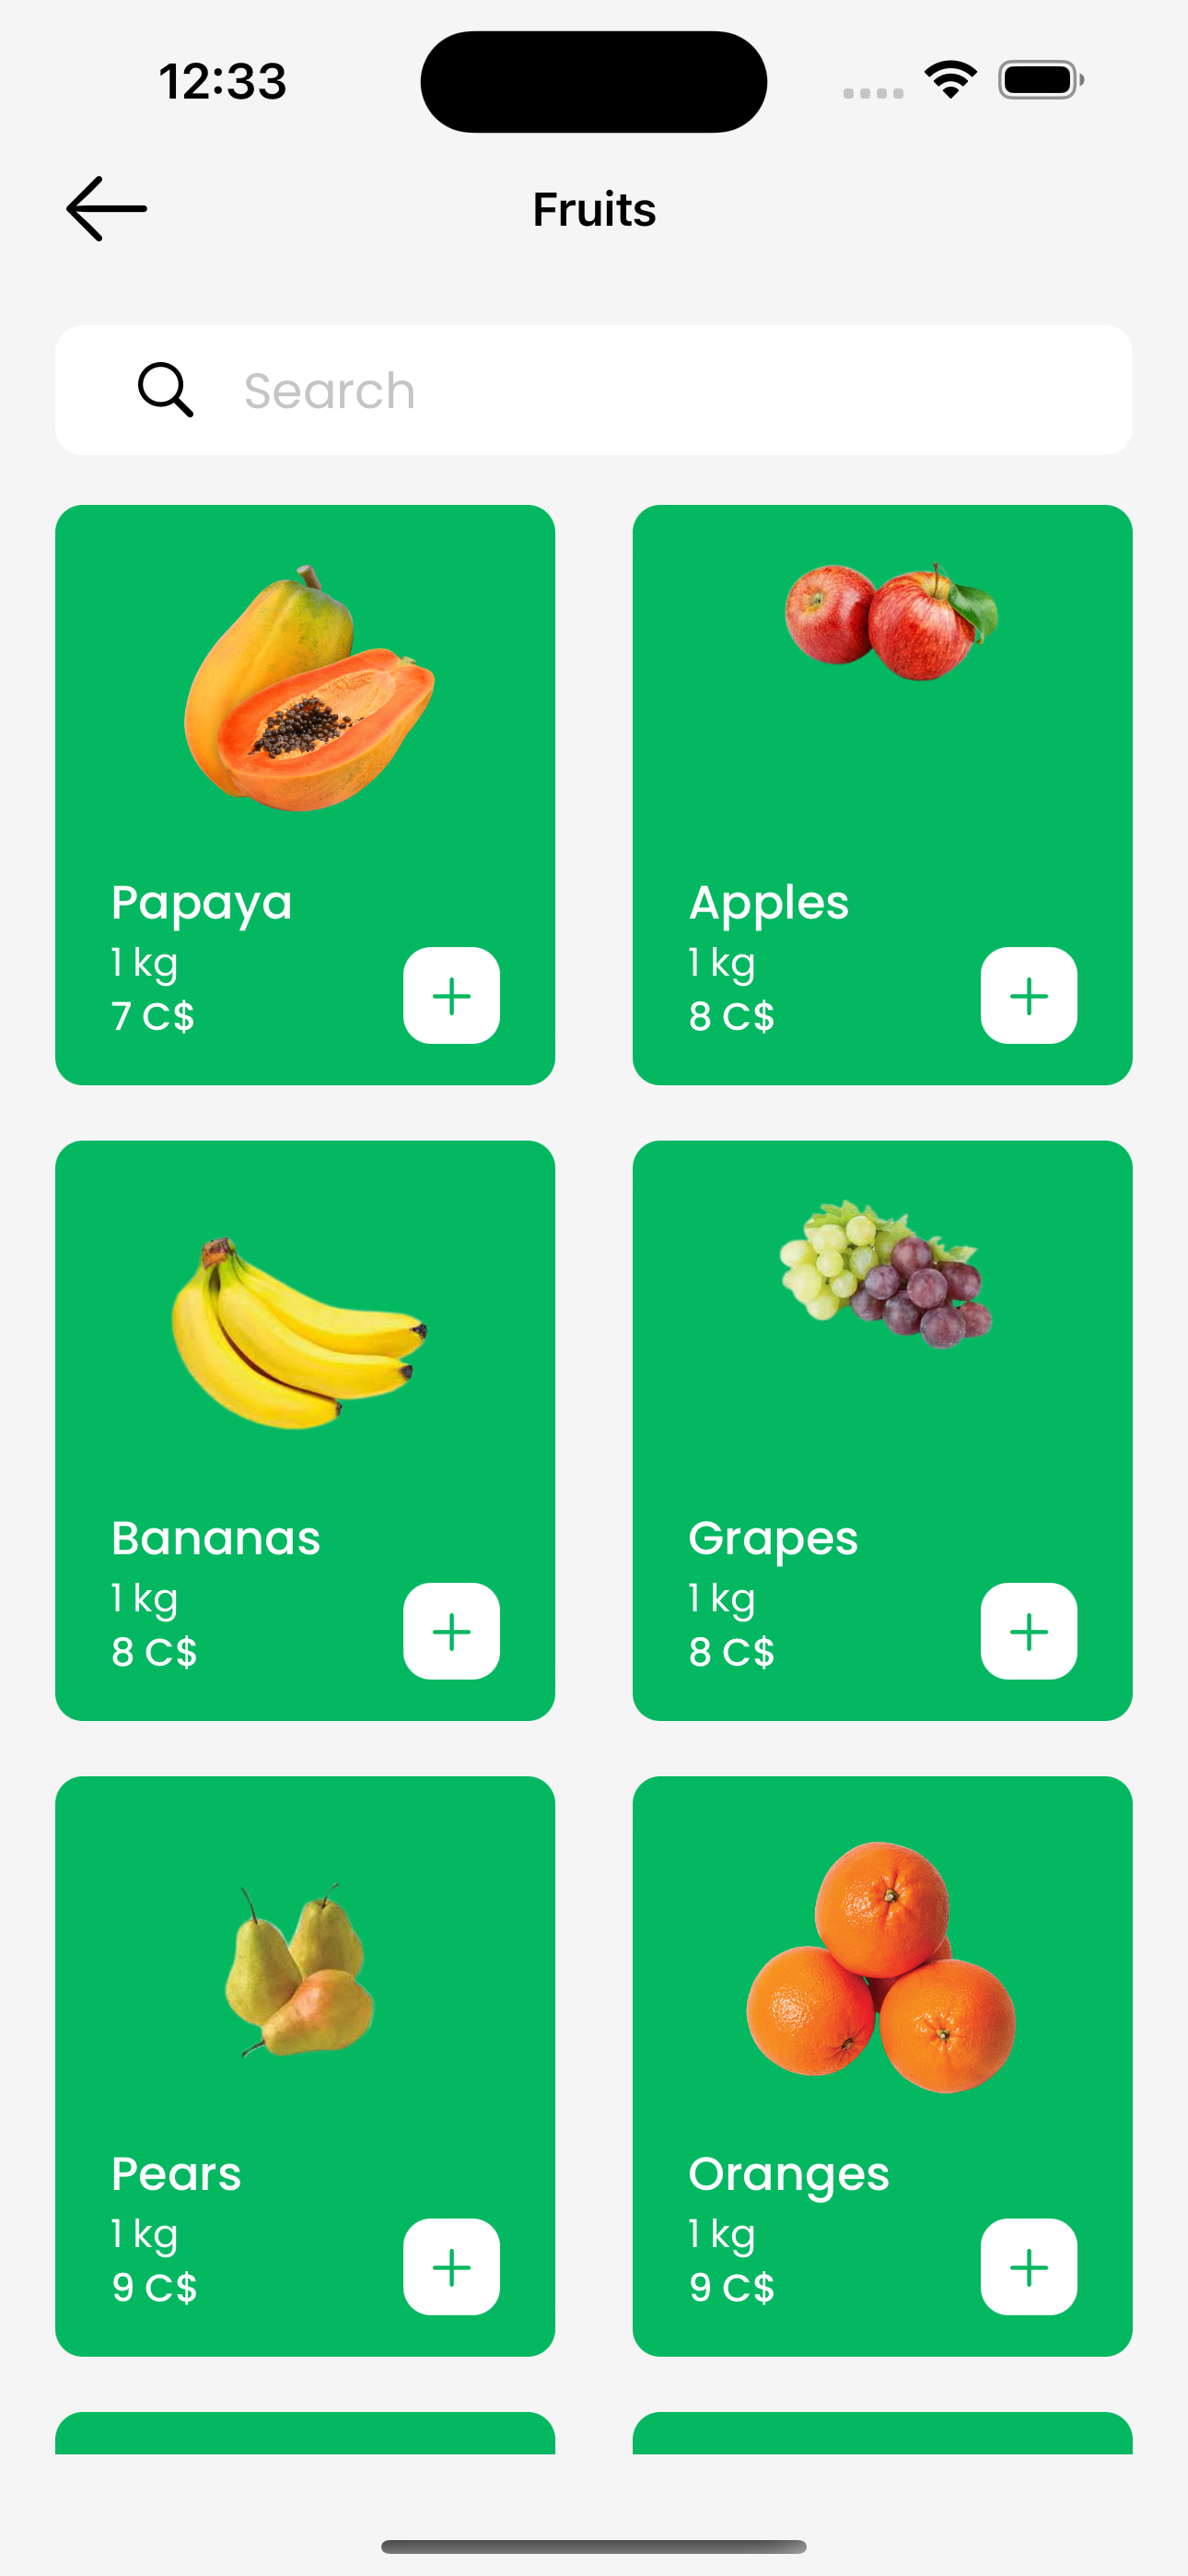 12:33
Fruits
Search
Papaya
1 kg
7 C$
Apples
1 kg
8 C$
Bananas
1 kg
8 C$
Grapes
1 kg
8 C$
Pears
1 kg
9 C$
Oranges
1 kg
9 C$